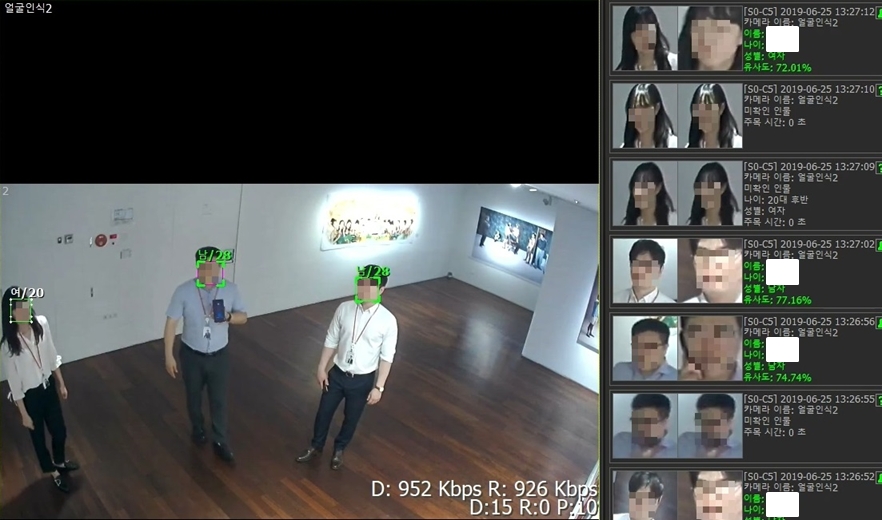 얼굴인식2
2
여/20
남/28
남/28
D: 952 Kbps R: 926 Kbps
D:15 R:0 P:10
[S0-C5] 2019-06-25 13:27:12
카메라 이름: 얼굴인식2
이름:
나이:
성별: 여자
유사도: 72.01%
[S0-C5] 2019-06-25 13:27:10
카메라 이름: 얼굴인식2
미확인 인물
주목 시간: 0 초
[S0-C5] 2019-06-25 13:27:09
카메라 이름: 얼굴인식2
미확인 인물
나이: 20대 후반
성별: 여자
주목 시간: 0 초
[S0-C5] 2019-06-25 13:27:02
카메라 이름: 얼굴인식2
이름:
나이:
성별: 남자
유사도: 77.16%
[S0-C5] 2019-06-25 13:26:56
카메라 이름: 얼굴인식2
이름:
나이:
성별: 남자
유사도: 74.74%
[S0-C5] 2019-06-25 13:26:55
카메라 이름: 얼굴인식2
미확인 인물
주목 시간: 0 초
[S0-C5] 2019-06-25 13:26:52
카메라 이름: 얼굴인식2
이름:
나이: